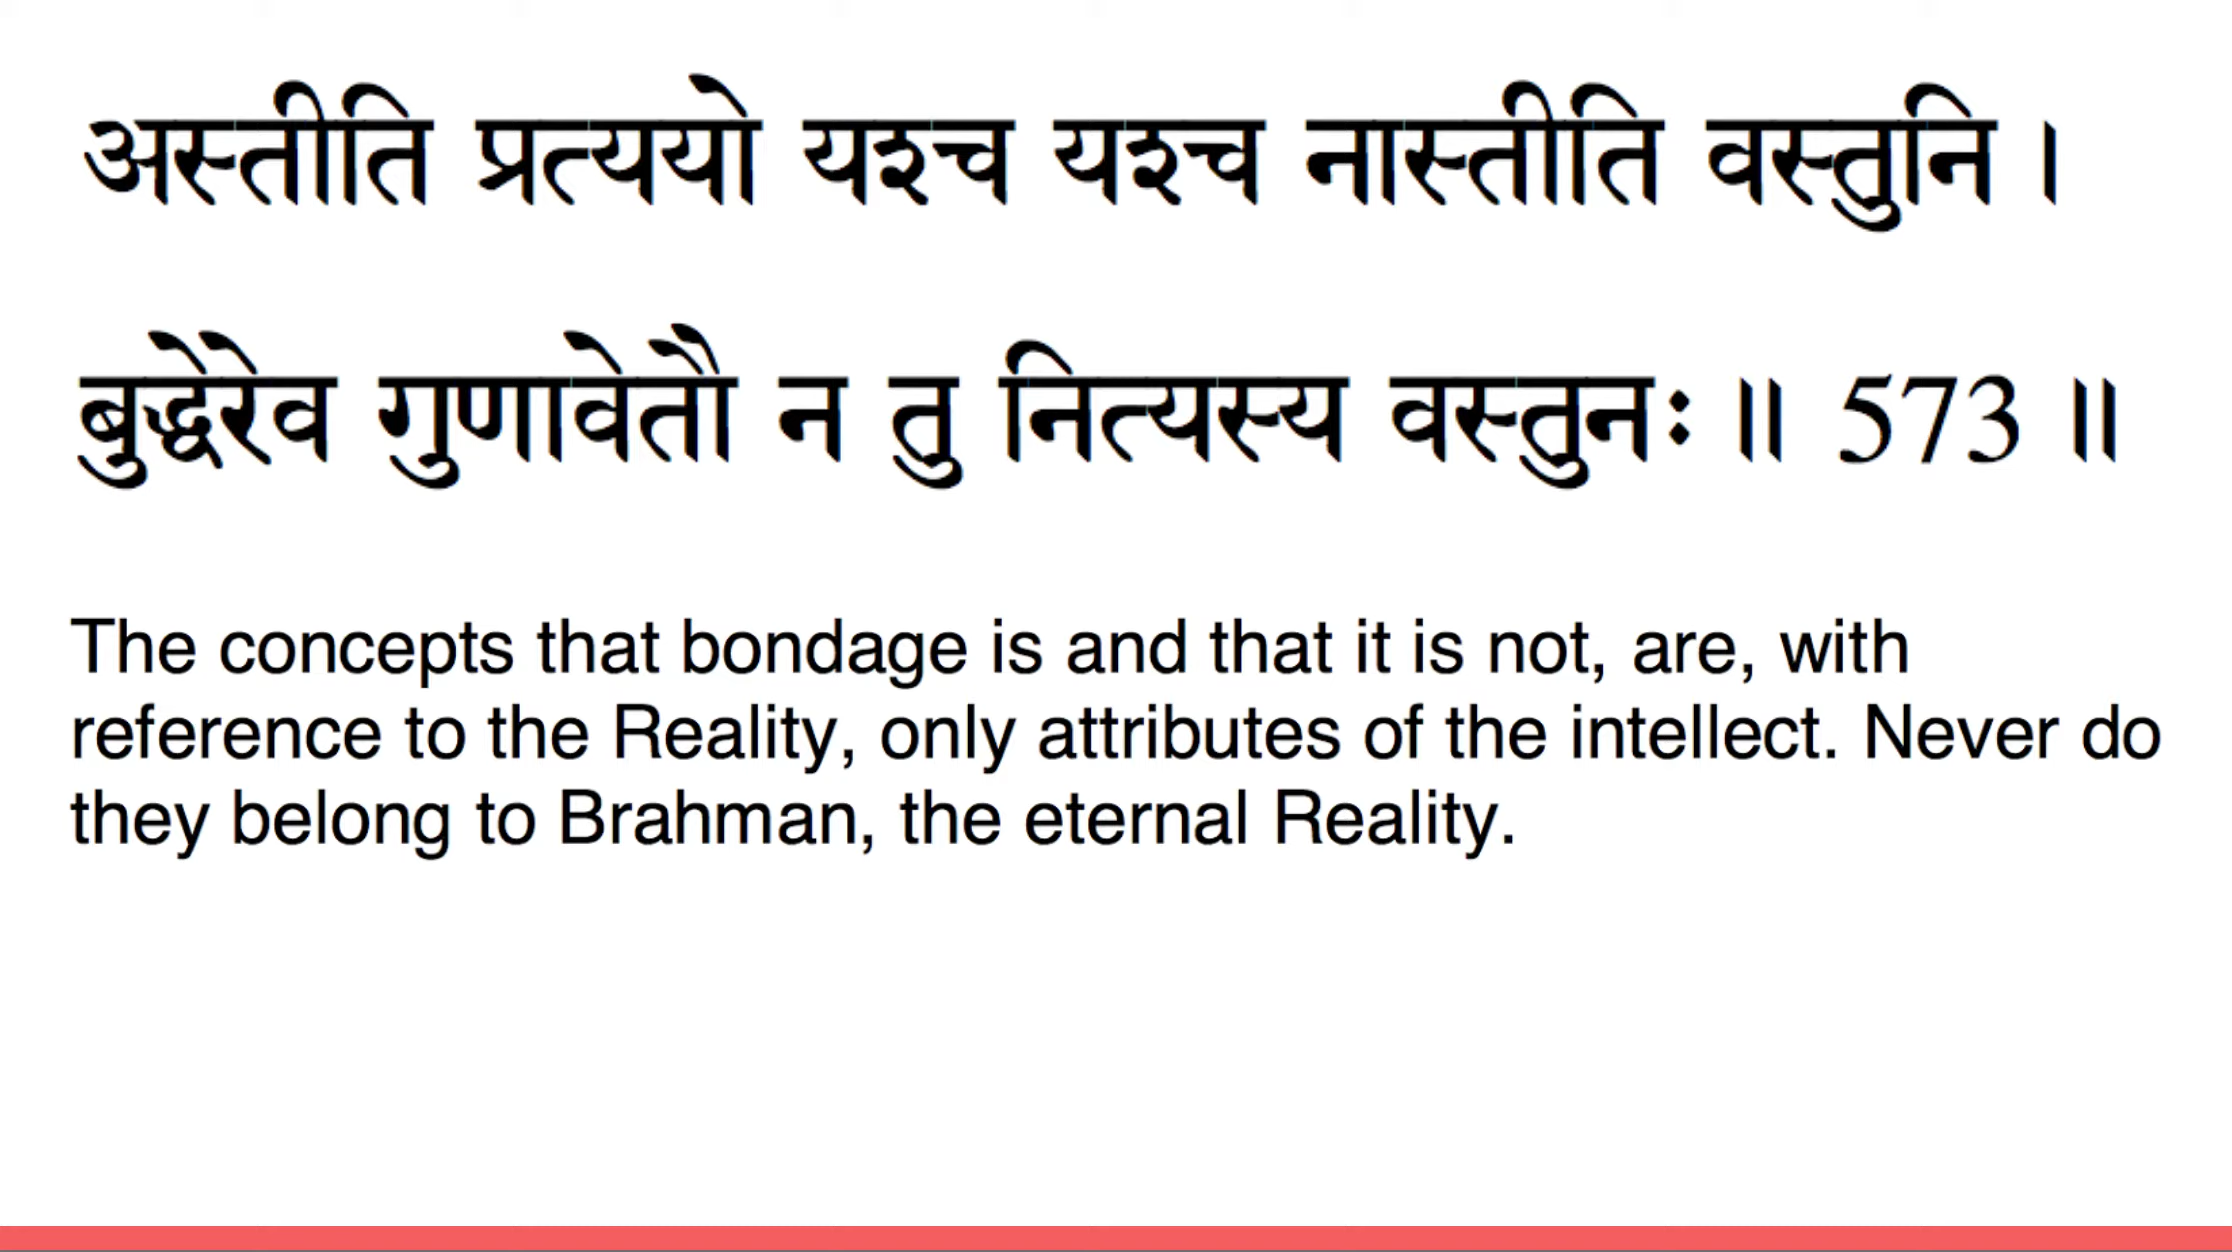 अस्तीति प्रत्ययो यश्च यश्च नास्तीति वस्तुनि ।
बुद्धेरेव गुणावेतौ न तु नित्यस्य वस्तुनः ॥ 573 ॥
The concepts that bondage is and that it is not, are, with
reference to the Reality, only attributes of the intellect. Never do
they belong to Brahman, the eternal Reality.